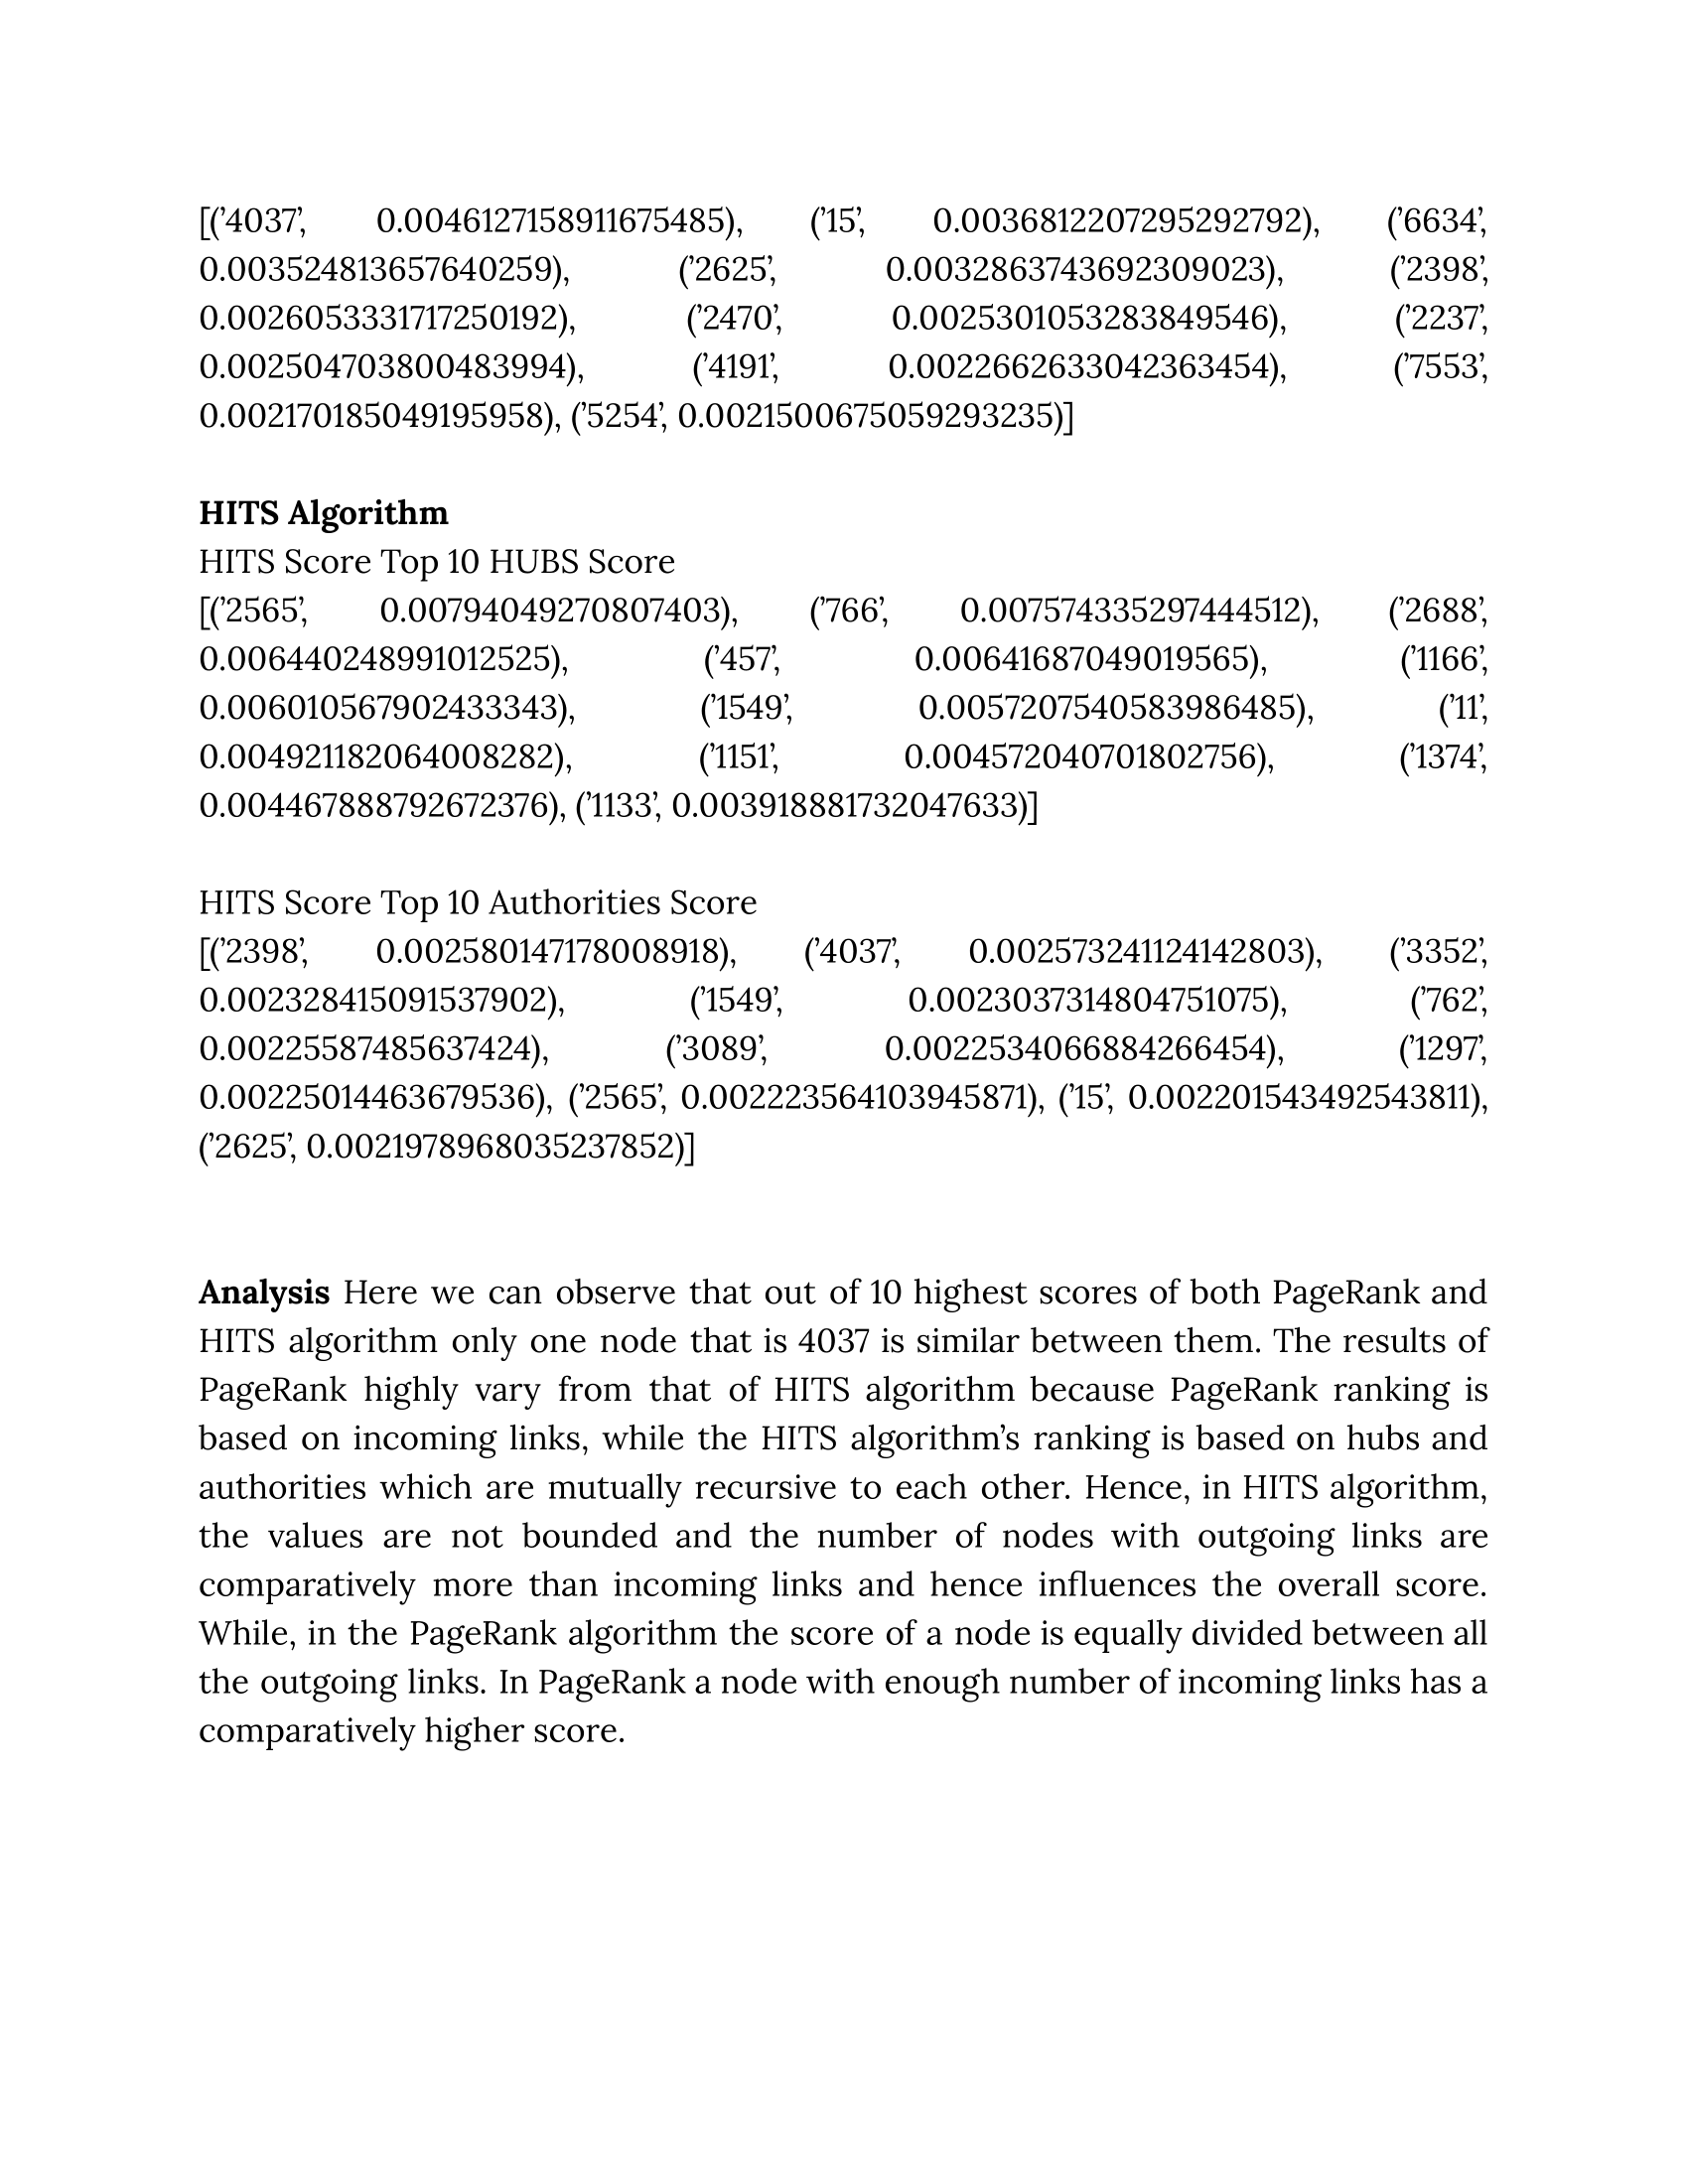 [(’4037’, 0.0046127158911675485), (’15’, 0.0036812207295292792), (’6634’,
0.003524813657640259), (’2625’, 0.0032863743692309023), (’2398’,
0.0026053331717250192), (’2470’, 0.0025301053283849546), (’2237’,
0.002504703800483994), (’4191’, 0.0022662633042363454), (’7553’,
0.002170185049195958), (’5254’, 0.0021500675059293235)]
HITS Algorithm
HITS Score Top 10 HUBS Score
[(’2565’, 0.00794049270807403), (’766’, 0.007574335297444512), (’2688’,
0.006440248991012525), (’457’, 0.00641687049019565), (’1166’,
0.006010567902433343), (’1549’, 0.0057207540583986485), (’11’,
0.004921182064008282), (’1151’, 0.004572040701802756), (’1374’,
0.004467888792672376), (’1133’, 0.003918881732047633)]
HITS Score Top 10 Authorities Score
[(’2398’, 0.002580147178008918), (’4037’, 0.002573241124142803), (’3352’,
0.002328415091537902), (’1549’, 0.0023037314804751075), (’762’,
0.00225587485637424), (’3089’, 0.0022534066884266454), (’1297’,
0.00225014463679536), (’2565’, 0.002223564103945871), (’15’, 0.002201543492543811),
(’2625’, 0.0021978968035237852)]
Analysis Here we can observe that out of 10 highest scores of both PageRank and
HITS algorithm only one node that is 4037 is similar between them. The results of
PageRank highly vary from that of HITS algorithm because PageRank ranking is
based on incoming links, while the HITS algorithm’s ranking is based on hubs and
authorities which are mutually recursive to each other. Hence, in HITS algorithm,
the values are not bounded and the number of nodes with outgoing links are
comparatively more than incoming links and hence influences the overall score.
While, in the PageRank algorithm the score of a node is equally divided between all
the outgoing links. In PageRank a node with enough number of incoming links has a
comparatively higher score.